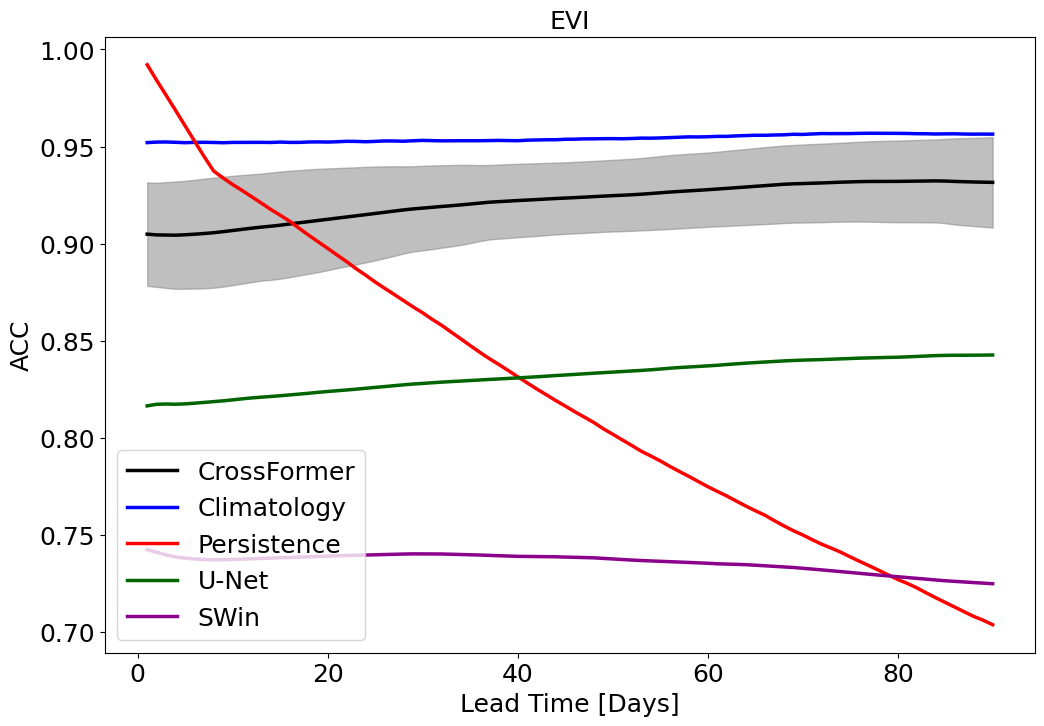 EVI
1.00
0.95
0.90
0.85
0.80
0.75
0.70
ACC
CrossFormer
Climatology
Persistence
U-Net
SWin
0
20
40
60
80
Lead Time [Days]